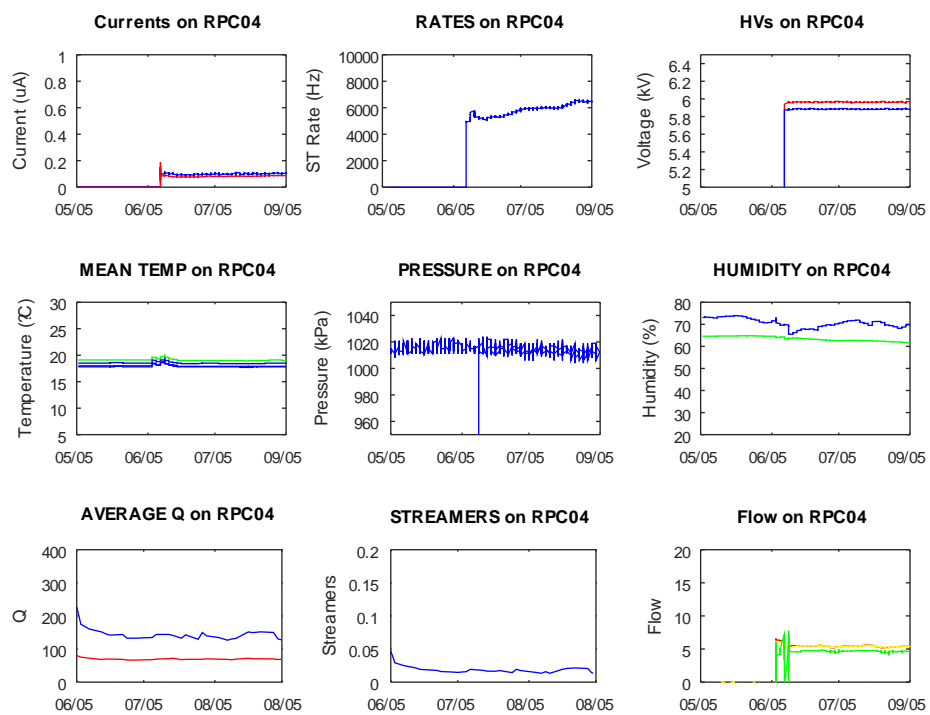 Currents on RPC04
RATES on RPC04
HVs on RPC04
Current (uA)
1
0.8
0.6
0.4
0.2
0
05/05 06/05 07/05 09/05
ST Rate (Hz)
10000
8000
6000
4000
2000
0
05/05 06/05 07/05 09/05
Voltage (kV)
6.4
6.2
6
5.8
5.6
5.4
5.2
5
05/05 06/05 07/05 09/05
MEAN TEMP on RPC04
PRESSURE on RPC04
HUMIDITY on RPC04
Temperature (?C)
30
25
20
15
10
5
05/05 06/05 07/05 09/05
Pressure (kPa)
1040
1020
1000
980
960
05/05 06/05 07/05 09/05
Humidity (%)
80
70
60
50
40
30
20
05/05 06/05 07/05 09/05
AVERAGE Q on RPC04
STREAMERS on RPC04
Flow on RPC04
Q
400
300
200
100
0
06/05 07/05 08/05 08/05
Streamers
0.2
0.15
0.1
0.05
0
06/05 07/05 08/05 08/05
Flow
20
15
10
5
0
05/05 06/05 07/05 09/05